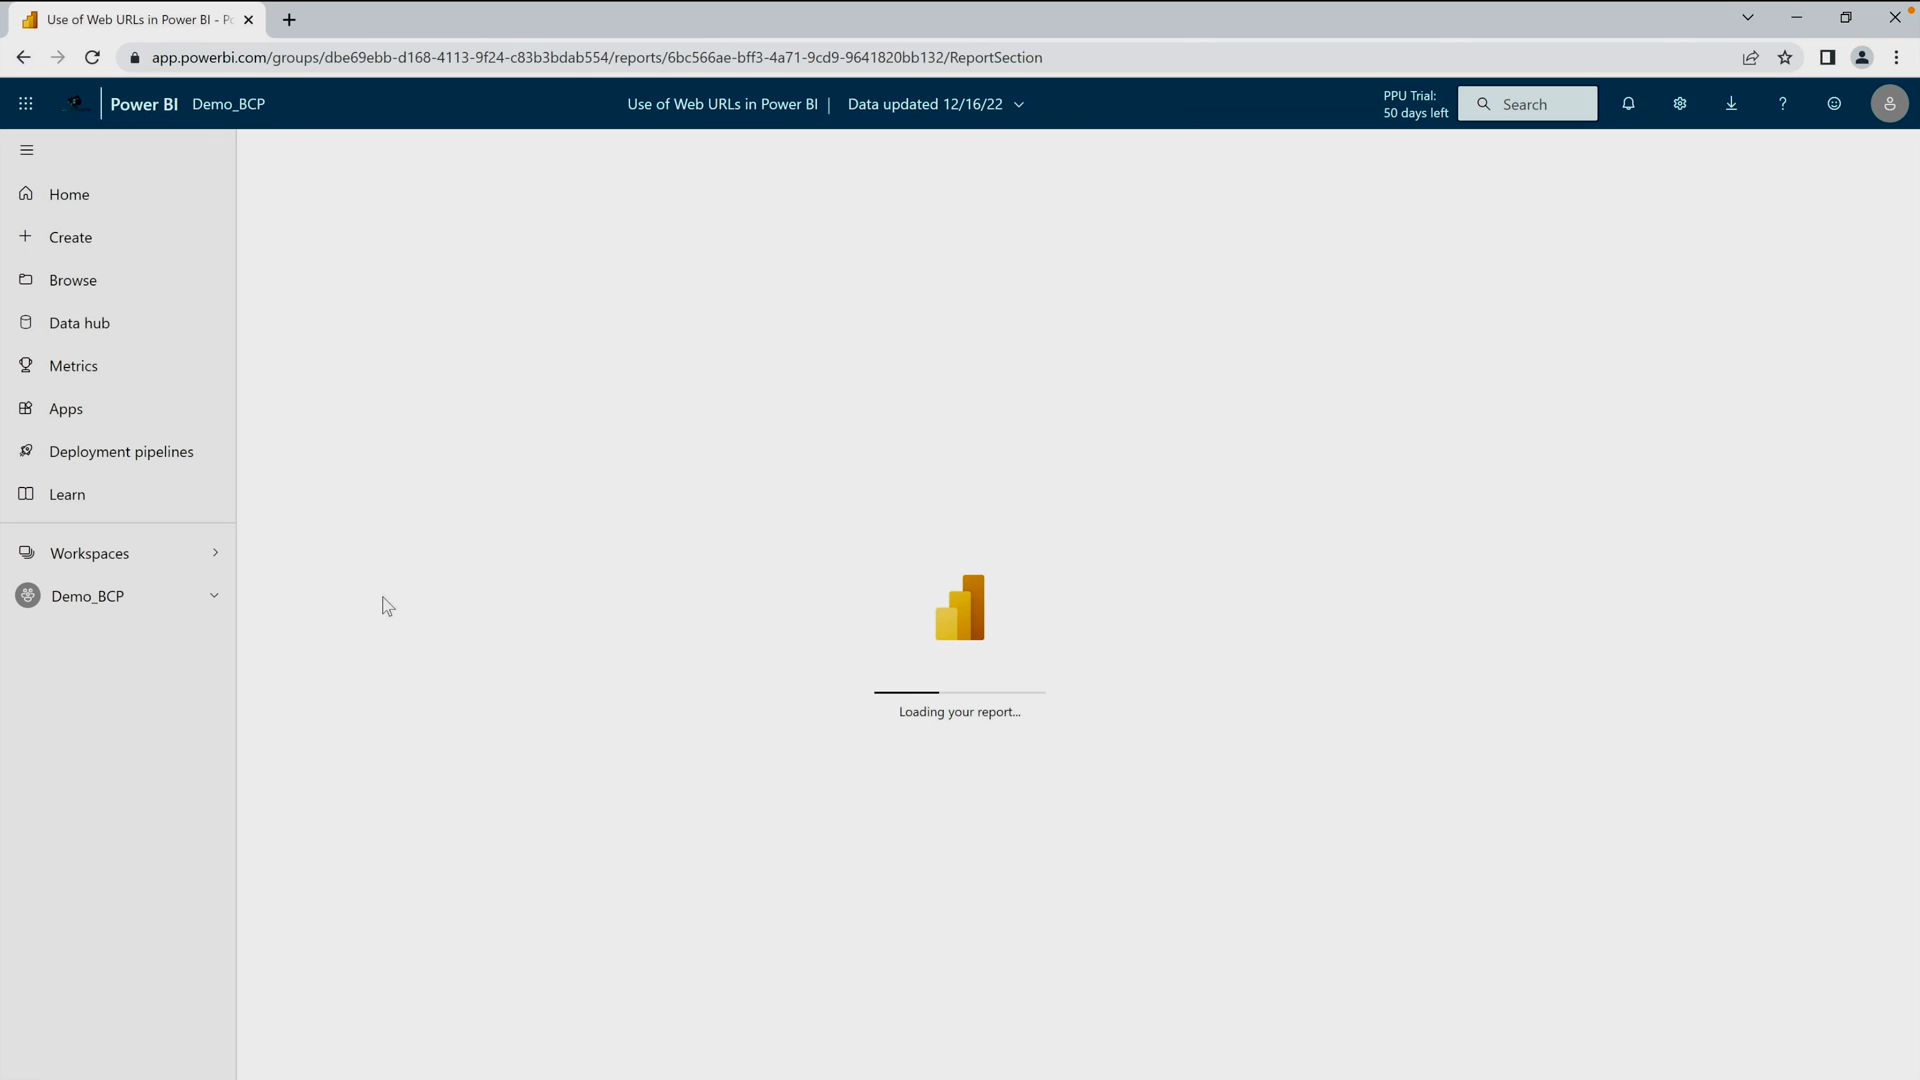 Use of Web URLs in Power BI - P
app.powerbi.com/groups/dbe69ebb-d168-4113-9f24-c83b3bdab554/reports/6bc566ae-bff3-4a71-9cd9-9641820bb132/ReportSection
Power BI Demo_BCP
Use of Web URLs in Power BI | Data updated 12/16/22
PPU Trial:
50 days left
Search
Home
Create
Browse
Data hub
Metrics
Apps
Deployment pipelines
Learn
Workspaces
Demo_BCP
Loading your report...